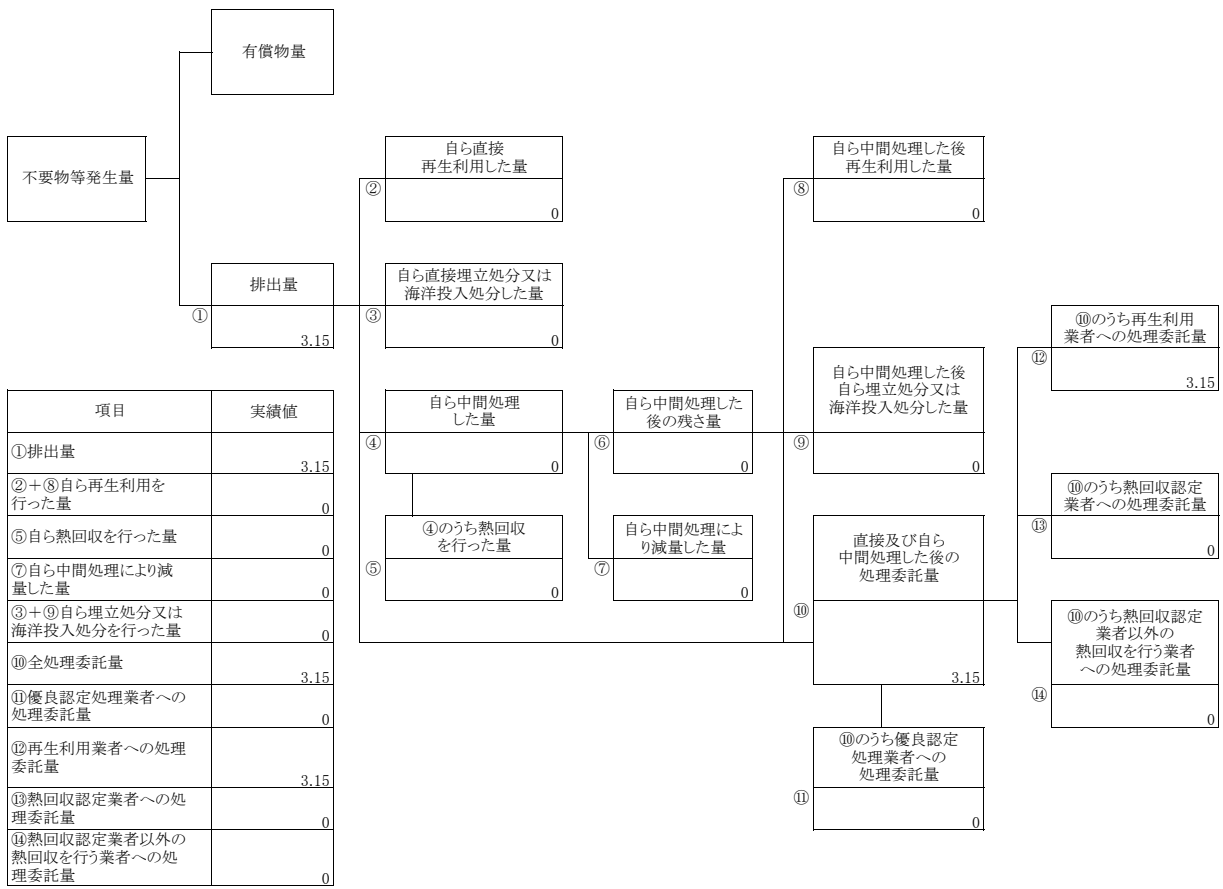 有償物量
不要物等発生量
排出量
①
3.15
自ら直接
再生利用した量
②
0
自ら直接埋立処分又は
海洋投入処分した量
③
0
自ら中間処理
した量
④
0
④のうち熱回収
を行った量
⑤
0
自ら中間処理した
後の残さ量
⑥
0
自ら中間処理によ
り減量した量
⑦
0
自ら中間処理した後
再生利用した量
⑧
0
自ら中間処理した後
自ら埋立処分又は
海洋投入処分した量
⑨
0
直接及び自ら
中間処理した後の
処理委託量
⑩
3.15
⑩のうち優良認定
処理業者への
処理委託量
⑪
0
⑩のうち再生利用
業者への処理委託量
⑫
3.15
⑩のうち熱回収認定
業者への処理委託量
⑬
0
⑩のうち熱回収認定
業者以外の
熱回収を行う業者
への処理委託量
⑭
0
項目 実績値
①排出量
3.15
②+⑧自ら再生利用を
行った量
0
⑤自ら熱回収を行った量
0
⑦自ら中間処理により減
量した量
0
③+⑨自ら埋立処分又は
海洋投入処分を行った量
0
⑩全処理委託量
3.15
⑪優良認定処理業者への
処理委託量
0
⑫再生利用業者への処理
委託量
3.15
⑬熱回収認定業者への処
理委託量
0
⑭熱回収認定業者以外の
熱回収を行う業者への処
理委託量
0